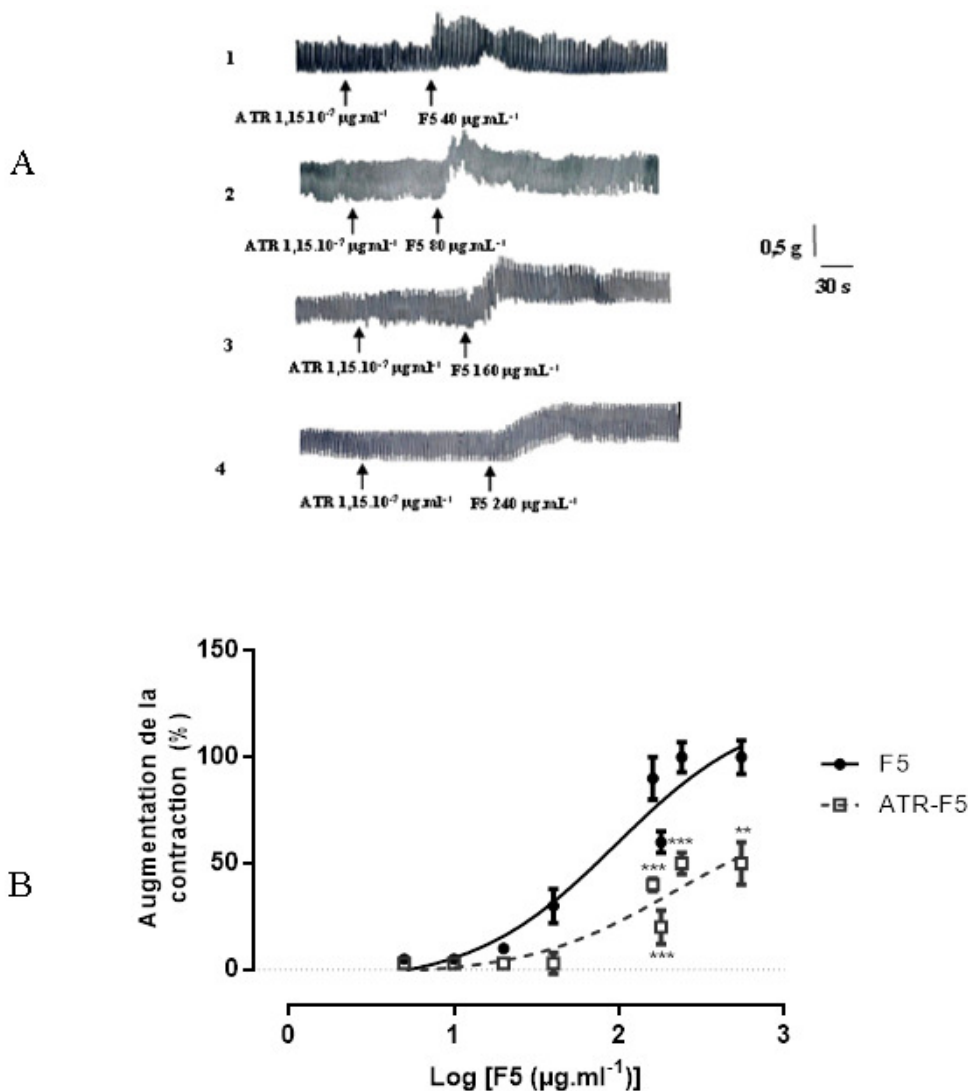 A
1
ATR 1,15.10⁻⁷ µg.ml⁻¹ F5 40 µg.mL⁻¹
2
ATR 1,15.10⁻⁷ µg.ml⁻¹ F5 80 µg.mL⁻¹
0,5 g
30 s
3
ATR 1,15.10⁻⁷ µg.ml⁻¹ F5 160 µg.mL⁻¹
4
ATR 1,15.10⁻⁷ µg.ml⁻¹ F5 240 µg.mL⁻¹
B
Augmentation de la
contraction (%)
150
100
50
0
*** *** **
***
F5
ATR-F5
0 1 2 3
Log [F5 (µg.ml⁻¹)]